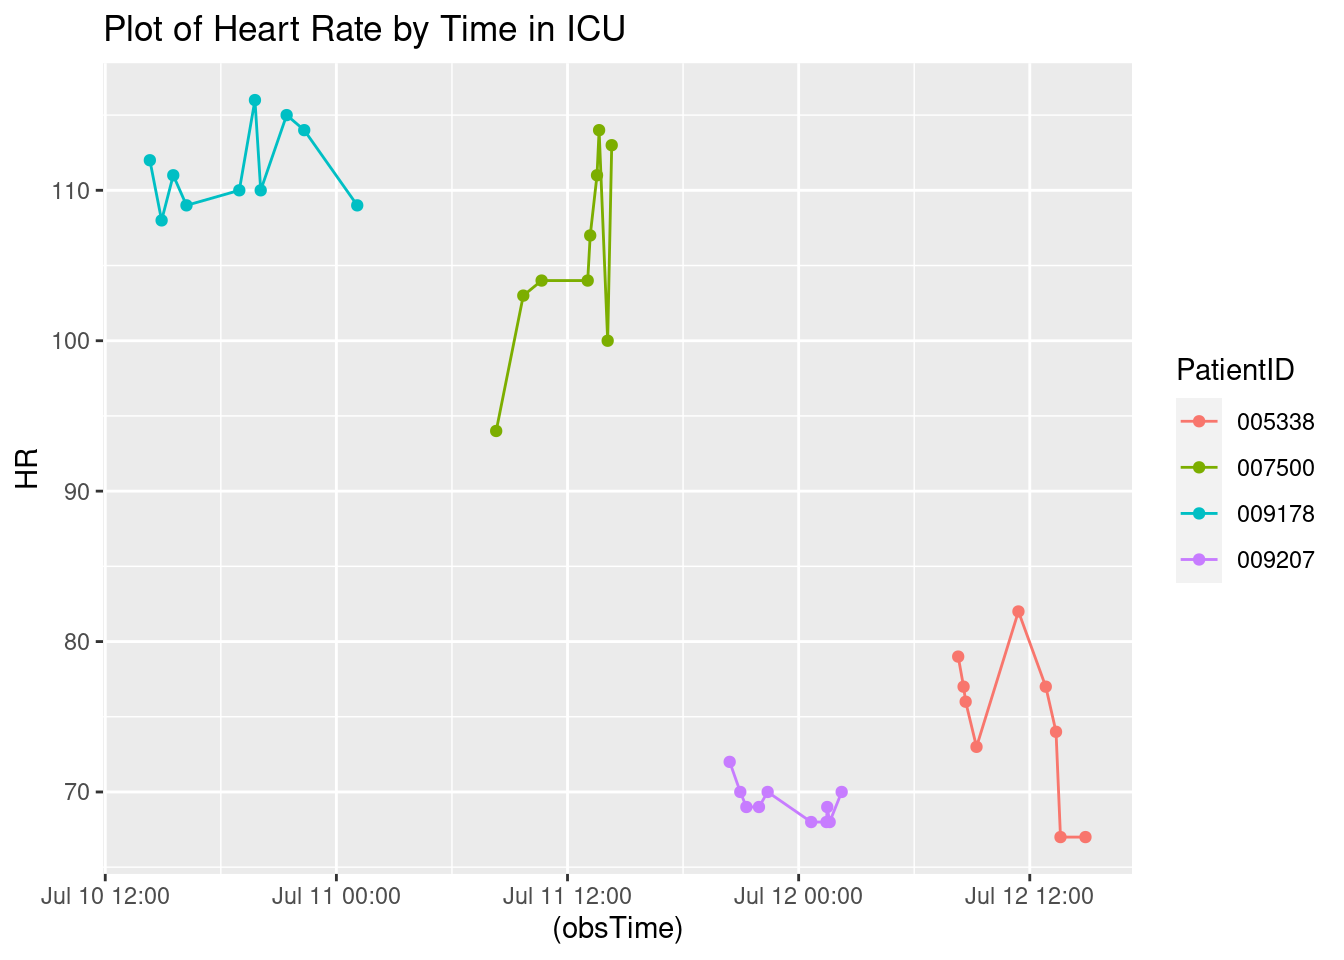 Plot of Heart Rate by Time in ICU
HR
110
100
90
80
70
Jul 10 12:00
Jul 11 00:00
Jul 11 12:00
Jul 12 00:00
Jul 12 12:00
(obsTime)
PatientID
005338
007500
009178
009207